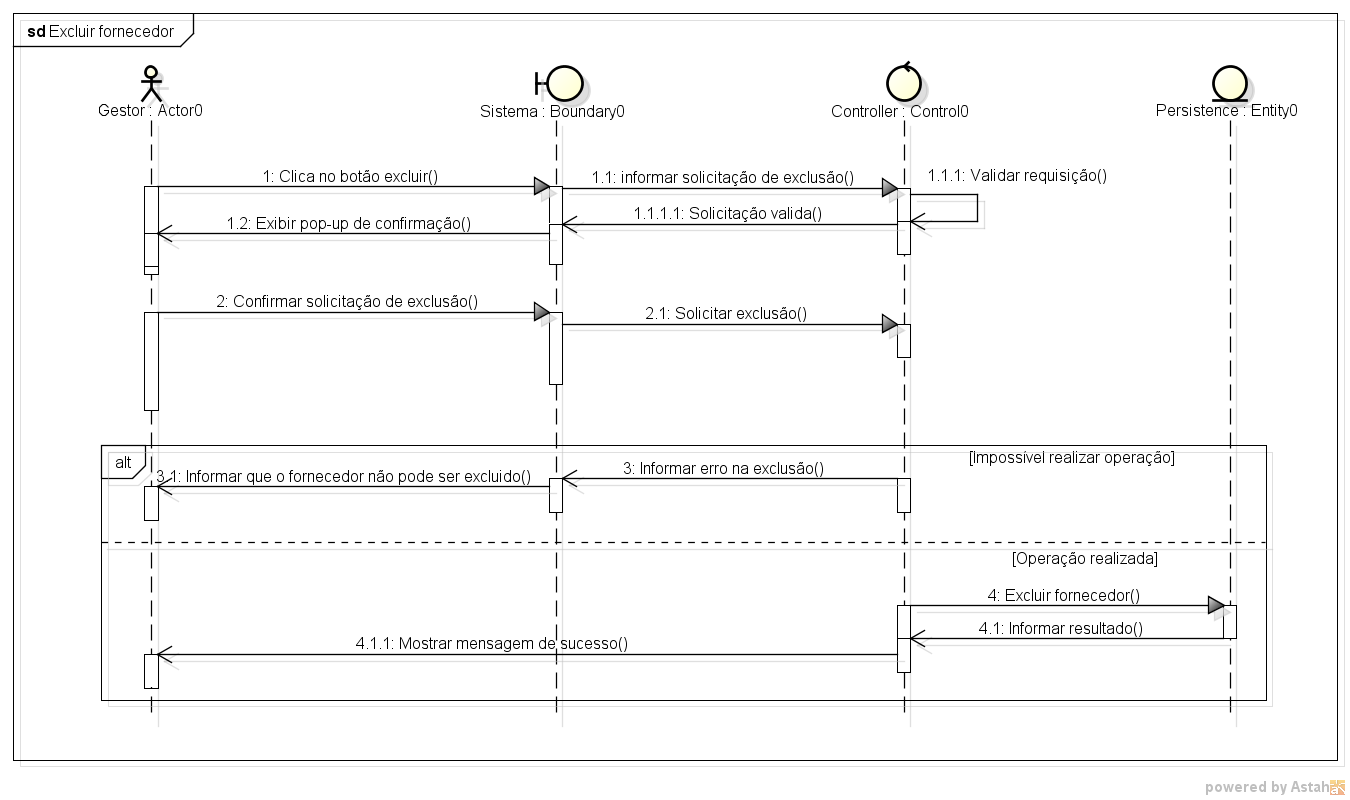 sd Excluir fornecedor
Gestor : Actor0
Sistema : Boundary0
Controller : Control0
Persistence : Entity0
1: Clica no botão excluir()
1.1: informar solicitação de exclusão()
1.1.1: Validar requisição()
1.1.1.1: Solicitação valida()
1.2: Exibir pop-up de confirmação()
2: Confirmar solicitação de exclusão()
2.1: Solicitar exclusão()
alt
[Impossível realizar operação]
3: Informar erro na exclusão()
3.1: Informar que o fornecedor não pode ser excluido()
[Operação realizada]
4: Excluir fornecedor()
4.1: Informar resultado()
4.1.1: Mostrar mensagem de sucesso()
powered by Astah